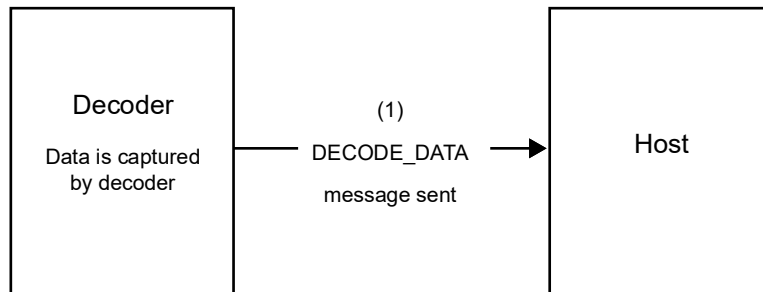 Decoder
Data is captured
by decoder
(1)
DECODE_DATA
message sent
Host